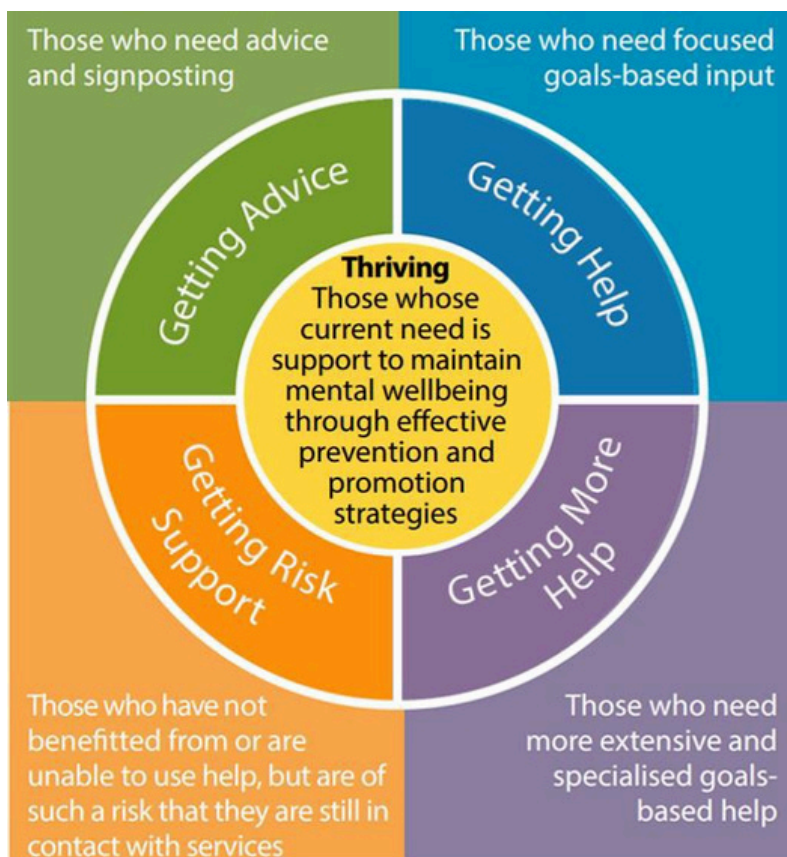 Those who need advice
and signposting
Those who need focused
goals-based input
Getting Advice
Getting Help
Thriving
Those whose
current need is
support to maintain
mental wellbeing
through effective
prevention and
promotion
strategies
Getting Risk
Support
Getting More
Help
Those who have not
benefitted from or are
unable to use help, but are of
such a risk that they are still in
contact with services
Those who need
more extensive and
specialised goals-
based help